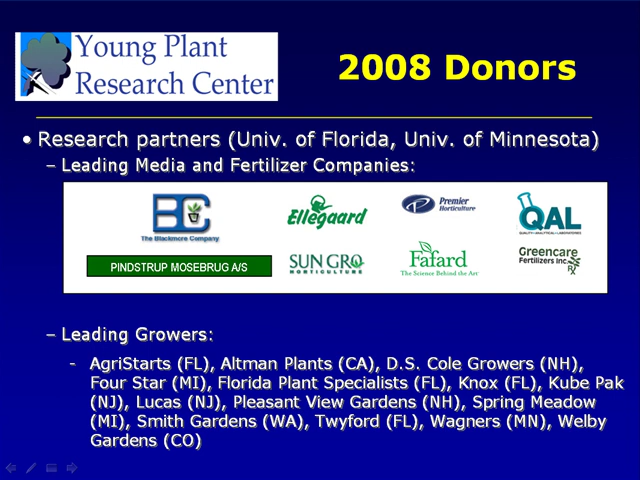 Young Plant
Research Center
2008 Donors
• Research partners (Univ. of Florida, Univ. of Minnesota)
– Leading Media and Fertilizer Companies:
BC
The Blackmore Company
Ellegaard
Premier
Horticulture
QAL
QUALITY ANALYTICAL LABORATORIES
PINDSTRUP MOSEBRUG A/S
SUN GRO
HORTICULTURE
Fafard
The Science Behind the Art
Greencare
Fertilizers Inc.
– Leading Growers:
- AgriStarts (FL), Altman Plants (CA), D.S. Cole Growers (NH),
Four Star (MI), Florida Plant Specialists (FL), Knox (FL), Kube Pak
(NJ), Lucas (NJ), Pleasant View Gardens (NH), Spring Meadow
(MI), Smith Gardens (WA), Twyford (FL), Wagners (MN), Welby
Gardens (CO)